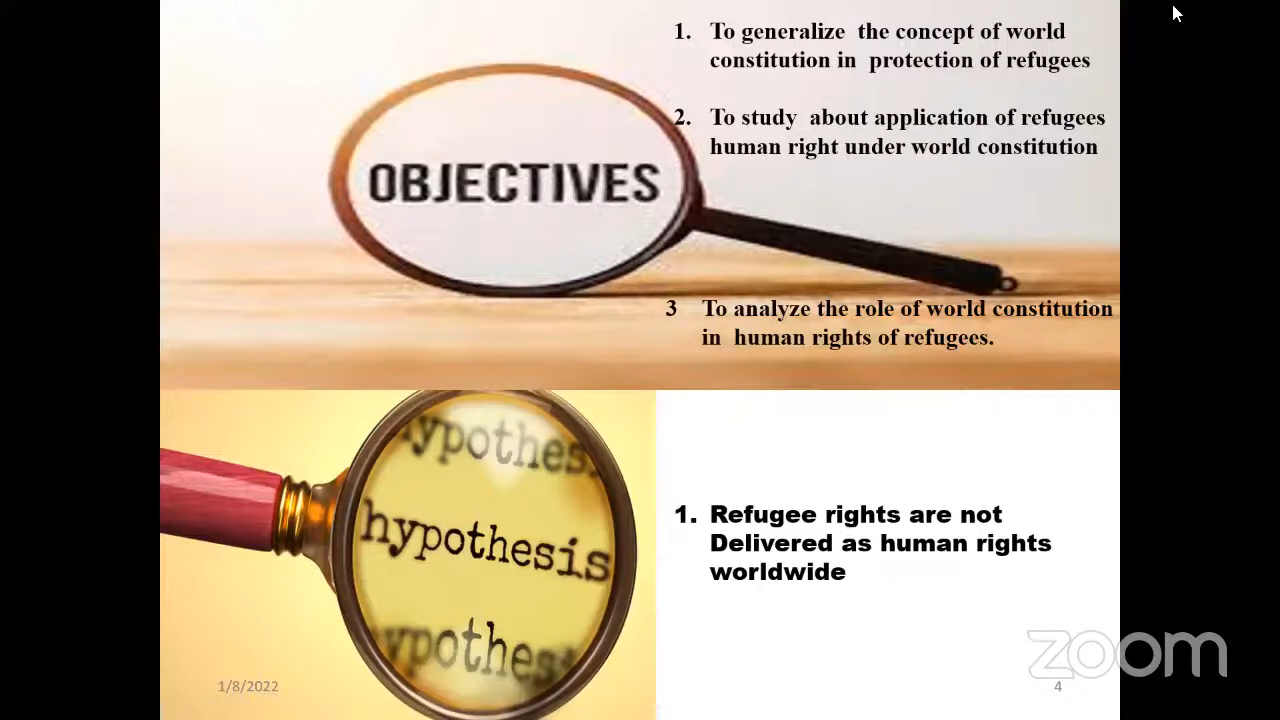 1. To generalize the concept of world
constitution in protection of refugees
2. To study about application of refugees
human right under world constitution
OBJECTIVES
3 To analyze the role of world constitution
in human rights of refugees.
hypothesis
hypothesis
hypothesis
1. Refugee rights are not
Delivered as human rights
worldwide
zoom
1/8/2022
4